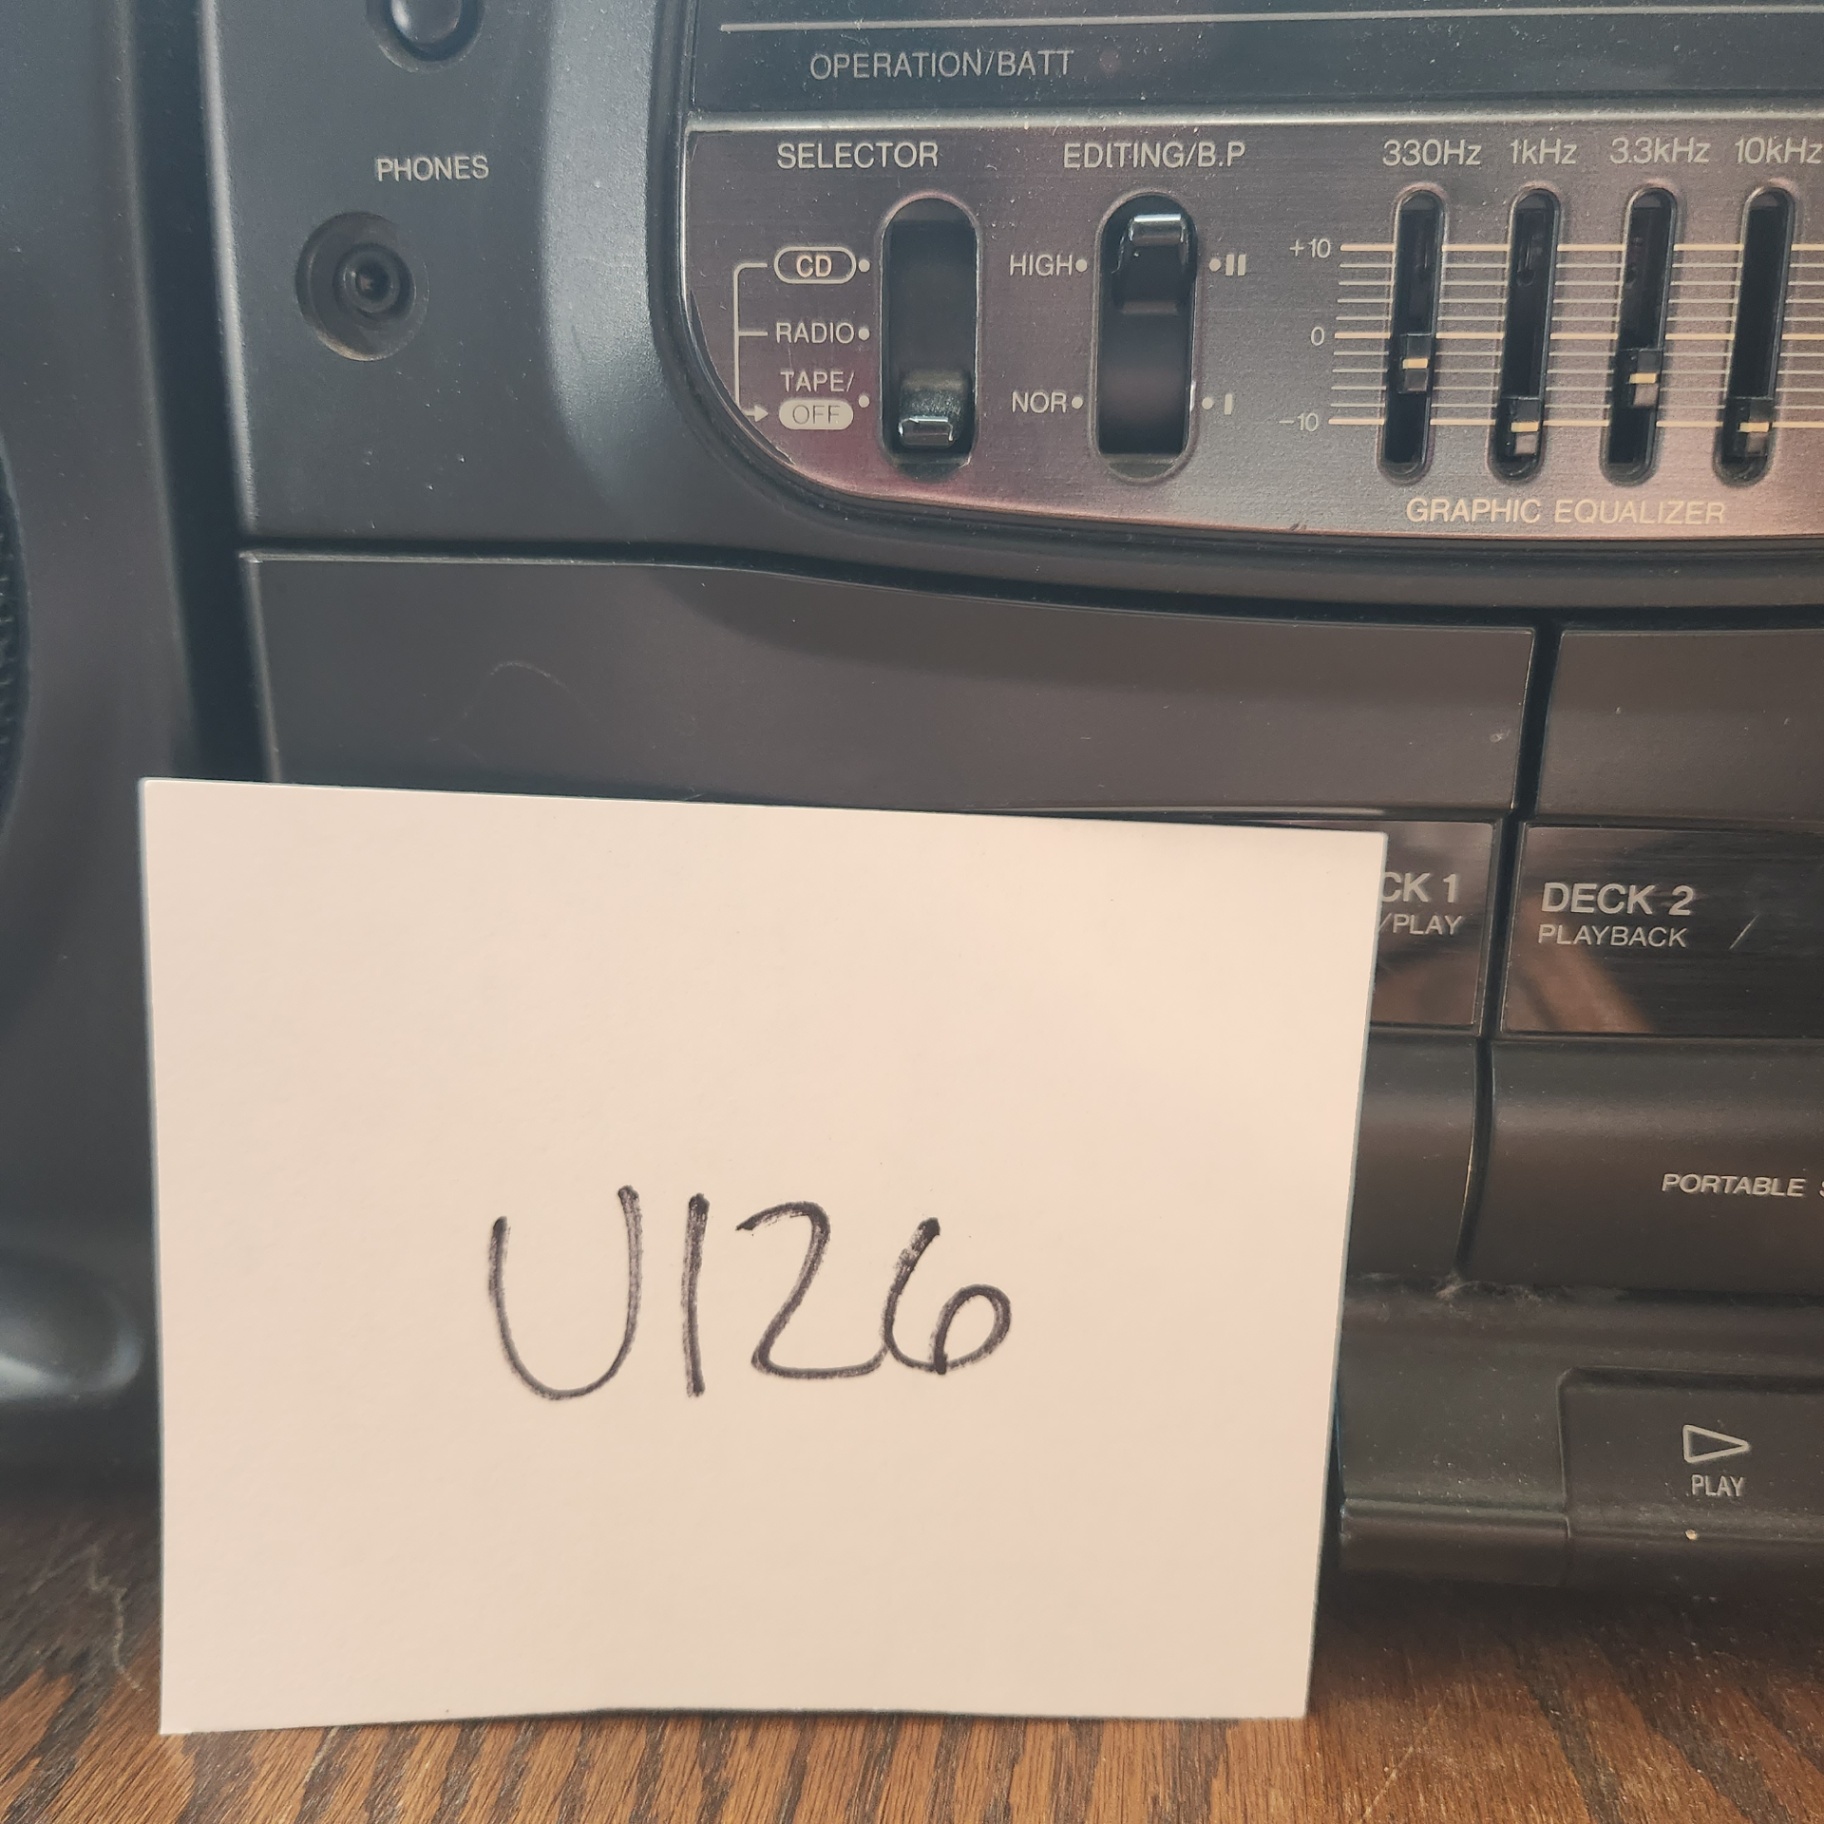 OPERATION/BATT
PHONES
SELECTOR
EDITING/B.P
330Hz 1kHz 3.3kHz 10kHz
CD
RADIO
TAPE/
OFF
HIGH II
NOR I
+10
0
-10
GRAPHIC EQUALIZER
CK 1
/PLAY
DECK 2
PLAYBACK
PORTABLE
PLAY
U126